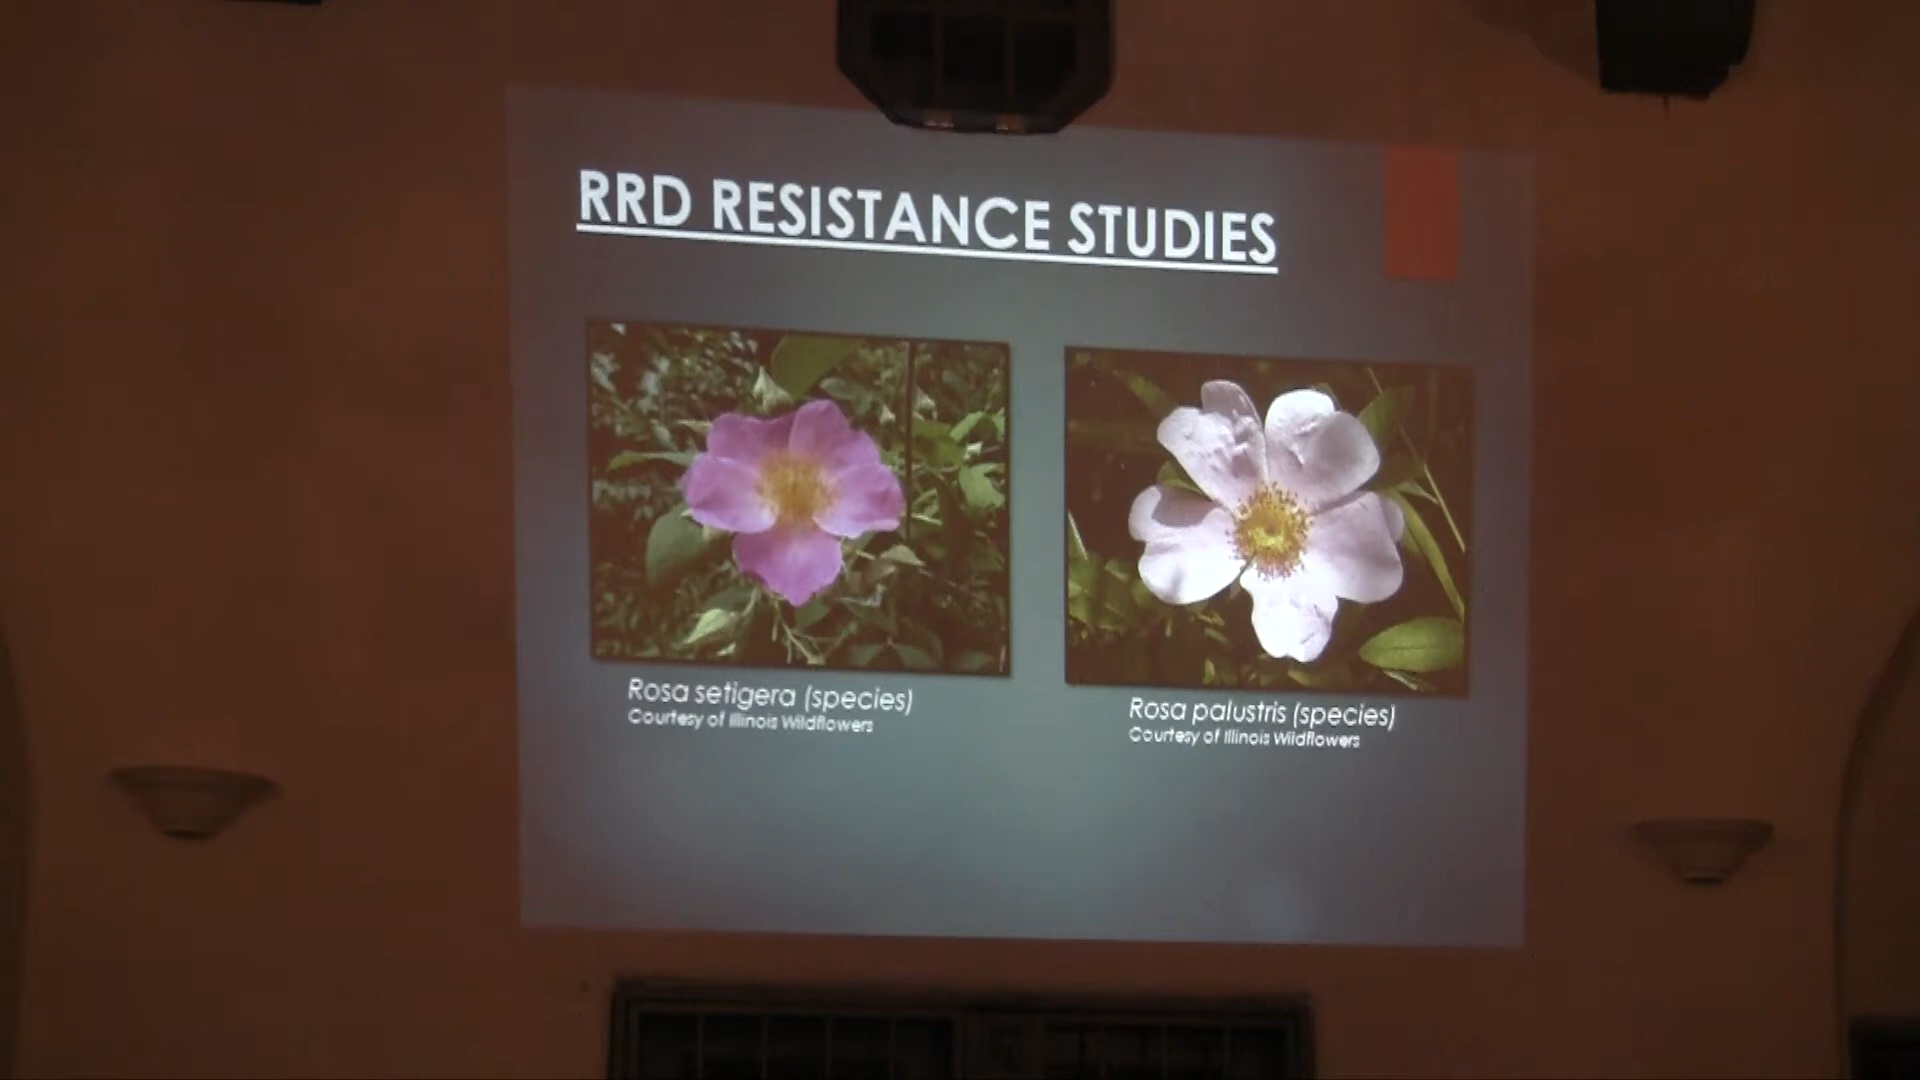 RRD RESISTANCE STUDIES
Rosa setigera (species)
Courtesy of Illinois Wildflowers
Rosa palustris (species)
Courtesy of Illinois Wildflowers